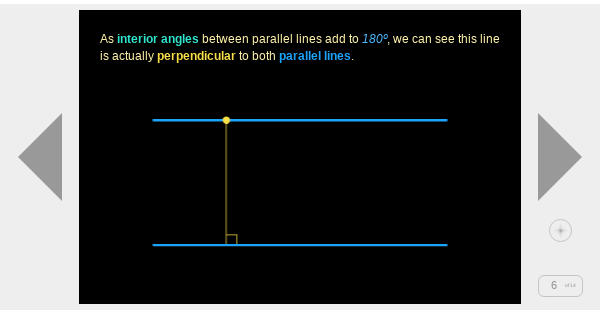 As interior angles between parallel lines add to 180º, we can see this line
is actually perpendicular to both parallel lines.
6 of 14